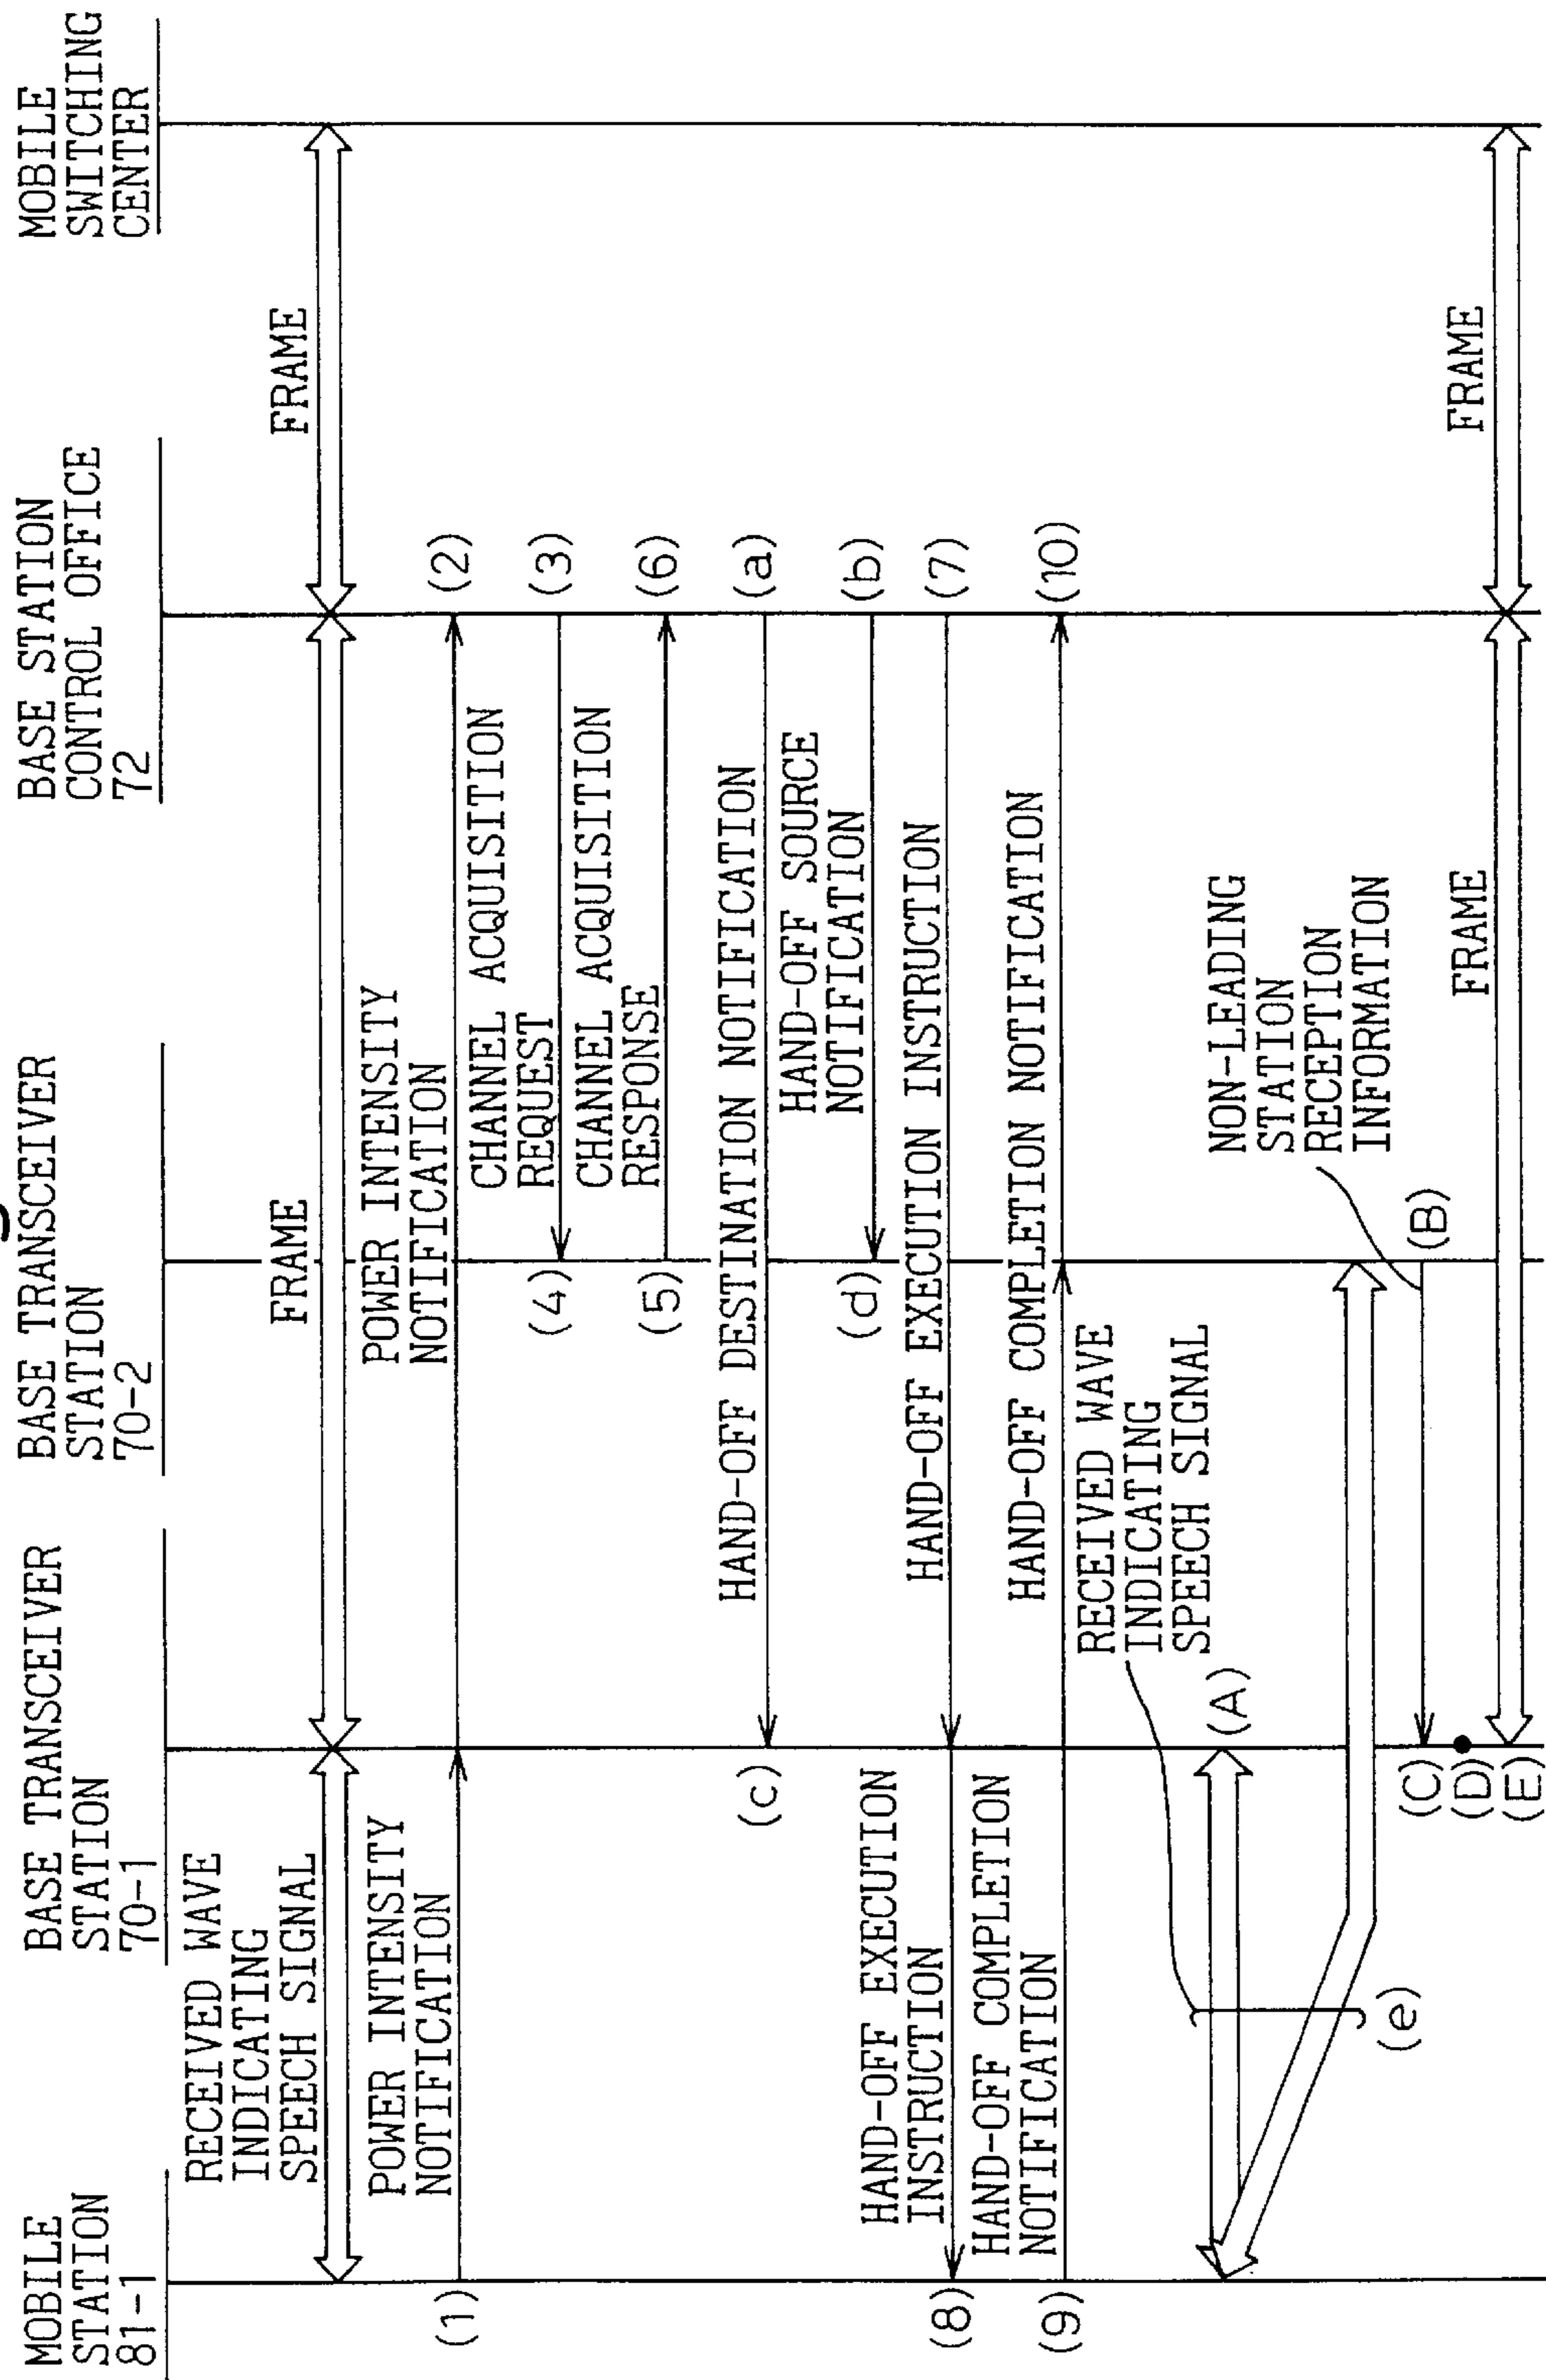 MOBILE
STATION
81-1
BASE TRANSCEIVER
STATION
70-1
BASE TRANSCEIVER
STATION
70-2
BASE STATION
CONTROL OFFICE
72
MOBILE
SWITCHING
CENTER
RECEIVED WAVE
INDICATING
SPEECH SIGNAL
FRAME
FRAME
POWER INTENSITY
NOTIFICATION
POWER INTENSITY
NOTIFICATION
(1)
(2)
CHANNEL ACQUISITION
REQUEST
(3)
(4)
CHANNEL ACQUISITION
RESPONSE
(5)
(6)
HAND-OFF DESTINATION NOTIFICATION
(a)
(c)
HAND-OFF SOURCE
NOTIFICATION
(b)
(d)
HAND-OFF EXECUTION INSTRUCTION
(7)
HAND-OFF EXECUTION
INSTRUCTION
(8)
HAND-OFF COMPLETION
NOTIFICATION
HAND-OFF COMPLETION NOTIFICATION
(9)
(10)
RECEIVED WAVE
INDICATING
SPEECH SIGNAL
(A)
(e)
NON-LEADING
STATION
RECEPTION
INFORMATION
(B)
(C)
(D)
(E)
FRAME
FRAME